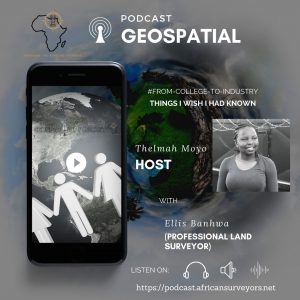 PODCAST
GEOSPATIAL
#FROM-COLLEGE-TO-INDUSTRY
THINGS I WISH I HAD KNOWN
Thelmah Moyo
HOST
WITH
Ellis Banhwa
(PROFESSIONAL LAND
SURVEYOR)
LISTEN ON:
https://podcast.africansurveyors.net